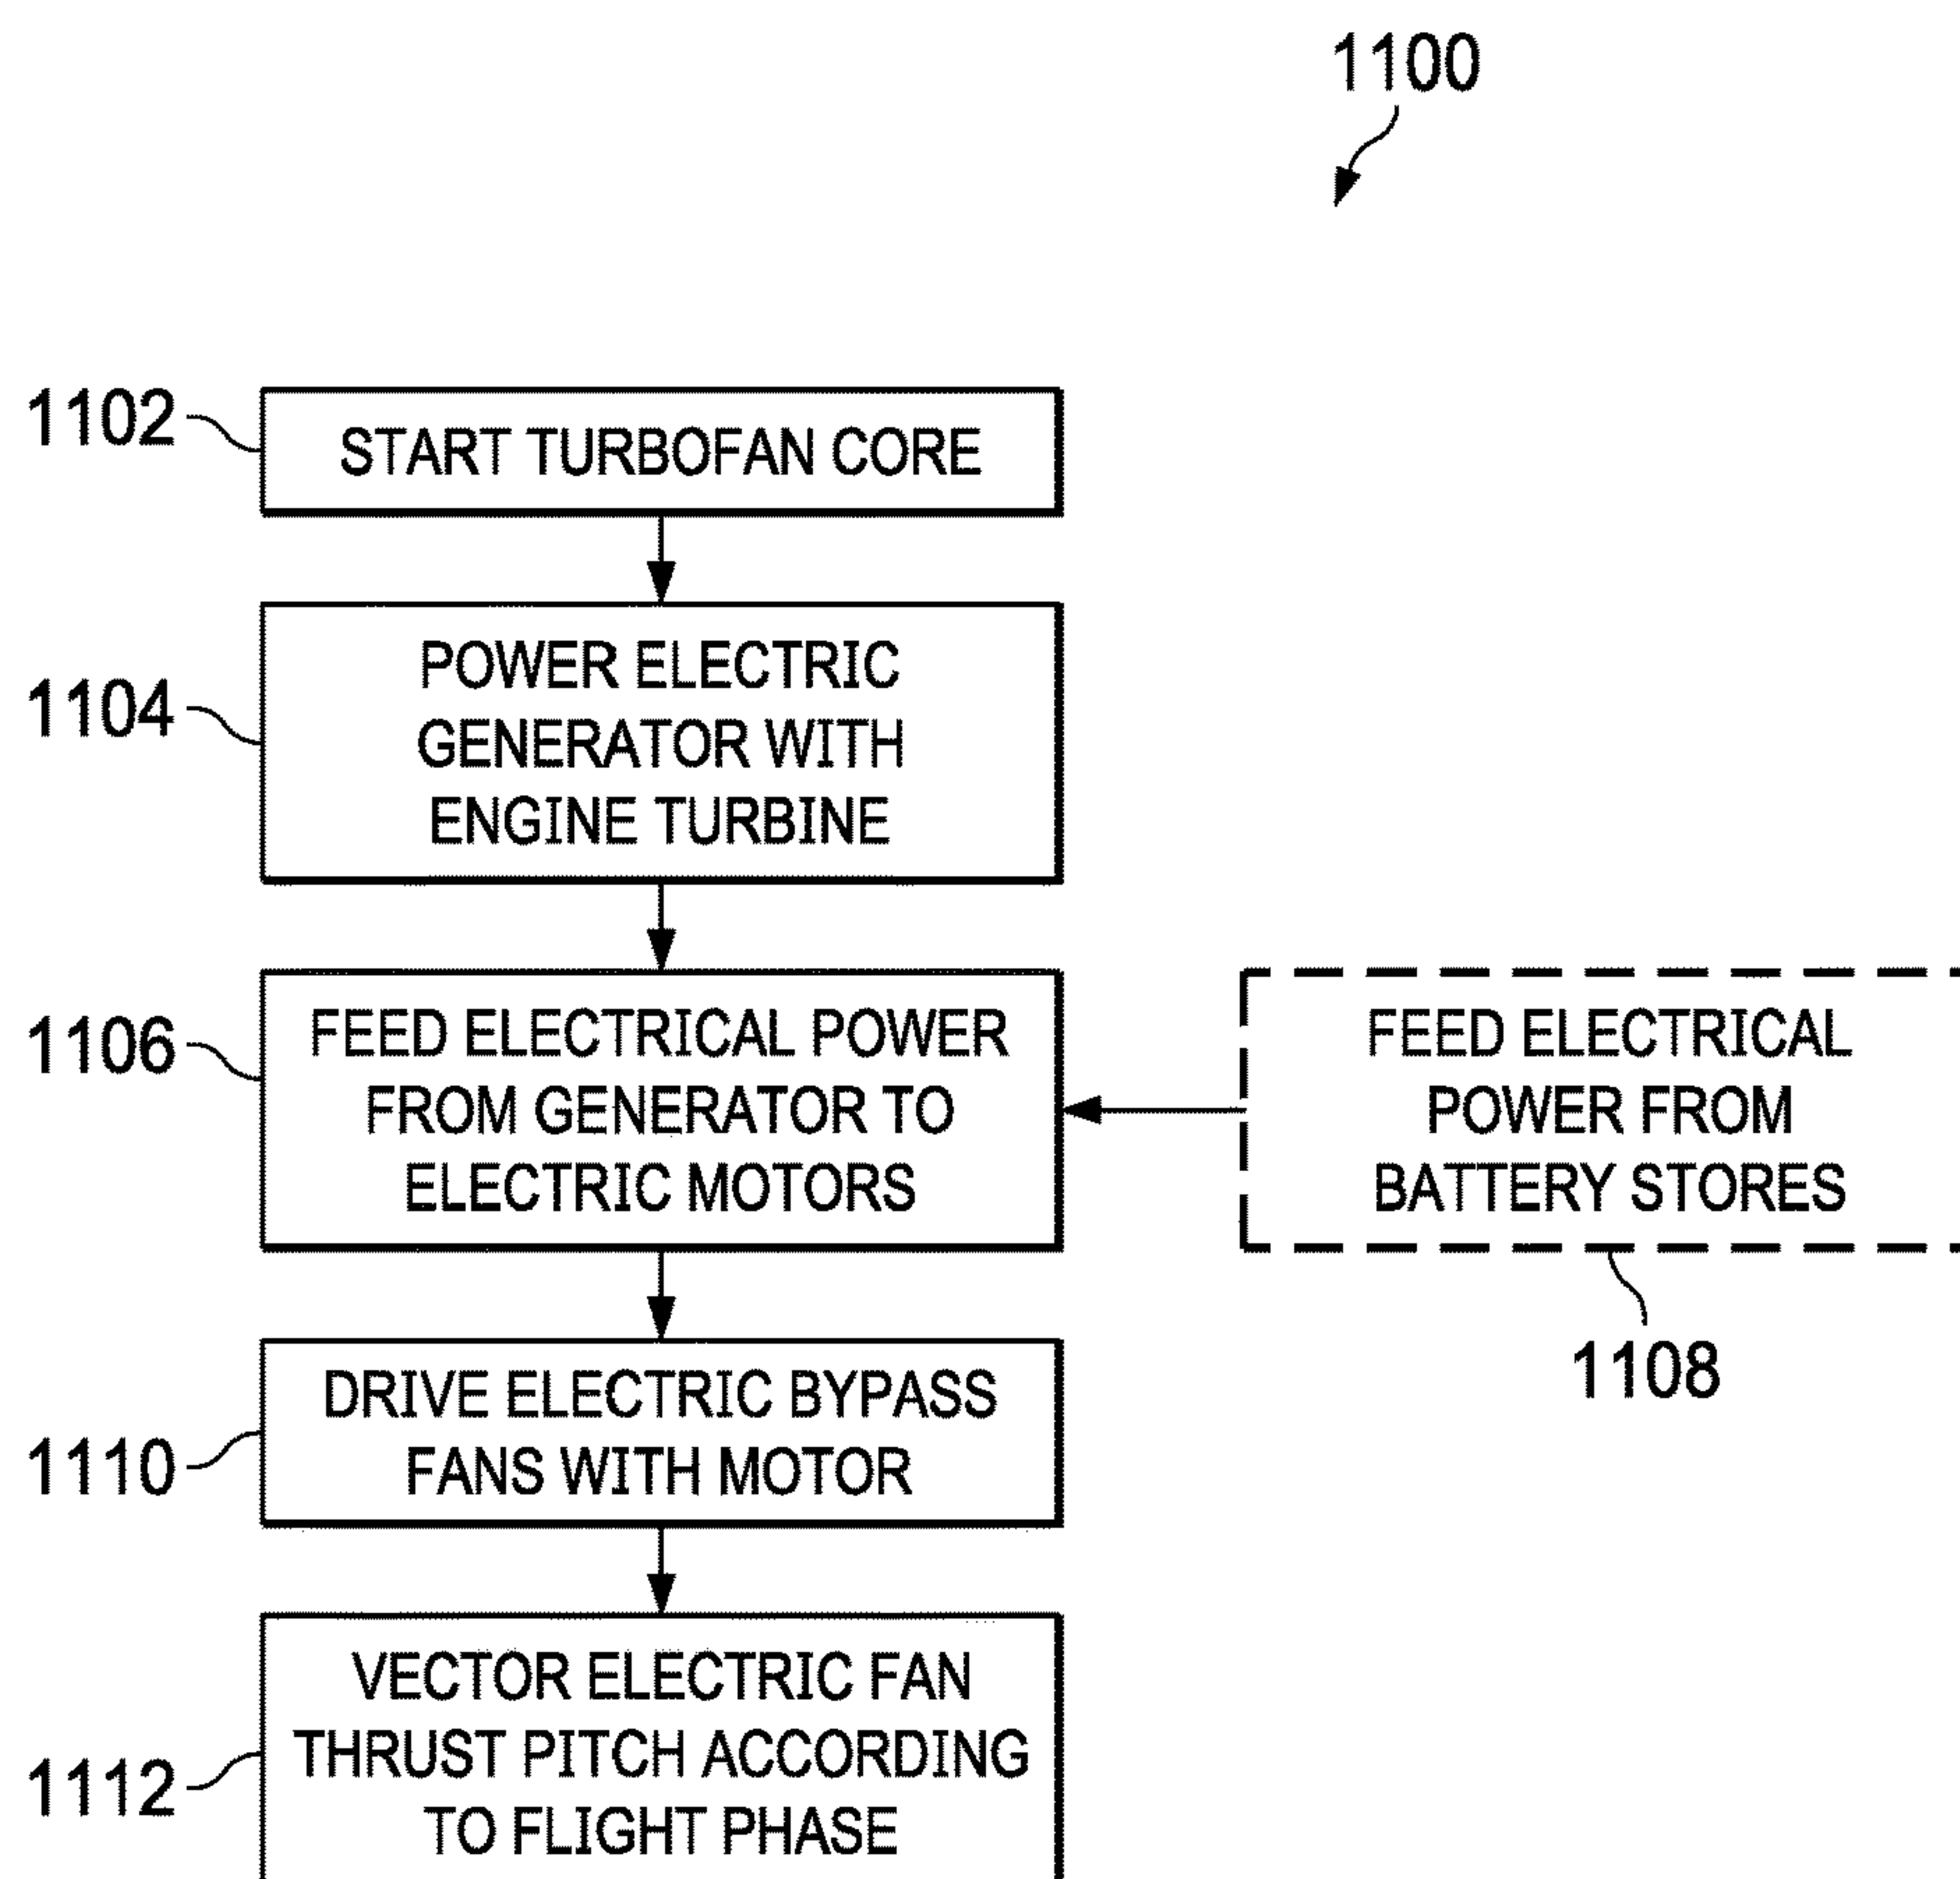 1100
1102
START TURBOFAN CORE
1104
POWER ELECTRIC
GENERATOR WITH
ENGINE TURBINE
1106
FEED ELECTRICAL POWER
FROM GENERATOR TO
ELECTRIC MOTORS
FEED ELECTRICAL
POWER FROM
BATTERY STORES
1108
1110
DRIVE ELECTRIC BYPASS
FANS WITH MOTOR
1112
VECTOR ELECTRIC FAN
THRUST PITCH ACCORDING
TO FLIGHT PHASE